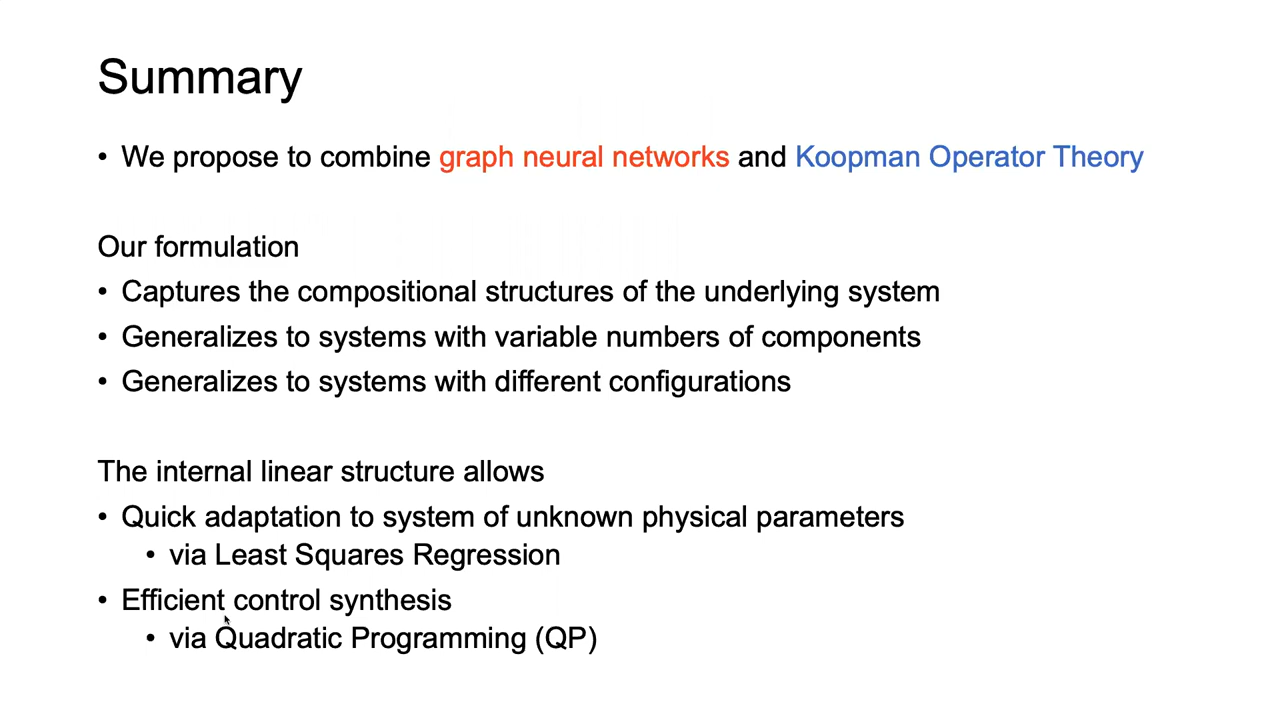 Summary
• We propose to combine graph neural networks and Koopman Operator Theory
Our formulation
• Captures the compositional structures of the underlying system
• Generalizes to systems with variable numbers of components
• Generalizes to systems with different configurations
The internal linear structure allows
• Quick adaptation to system of unknown physical parameters
• via Least Squares Regression
• Efficient control synthesis
• via Quadratic Programming (QP)